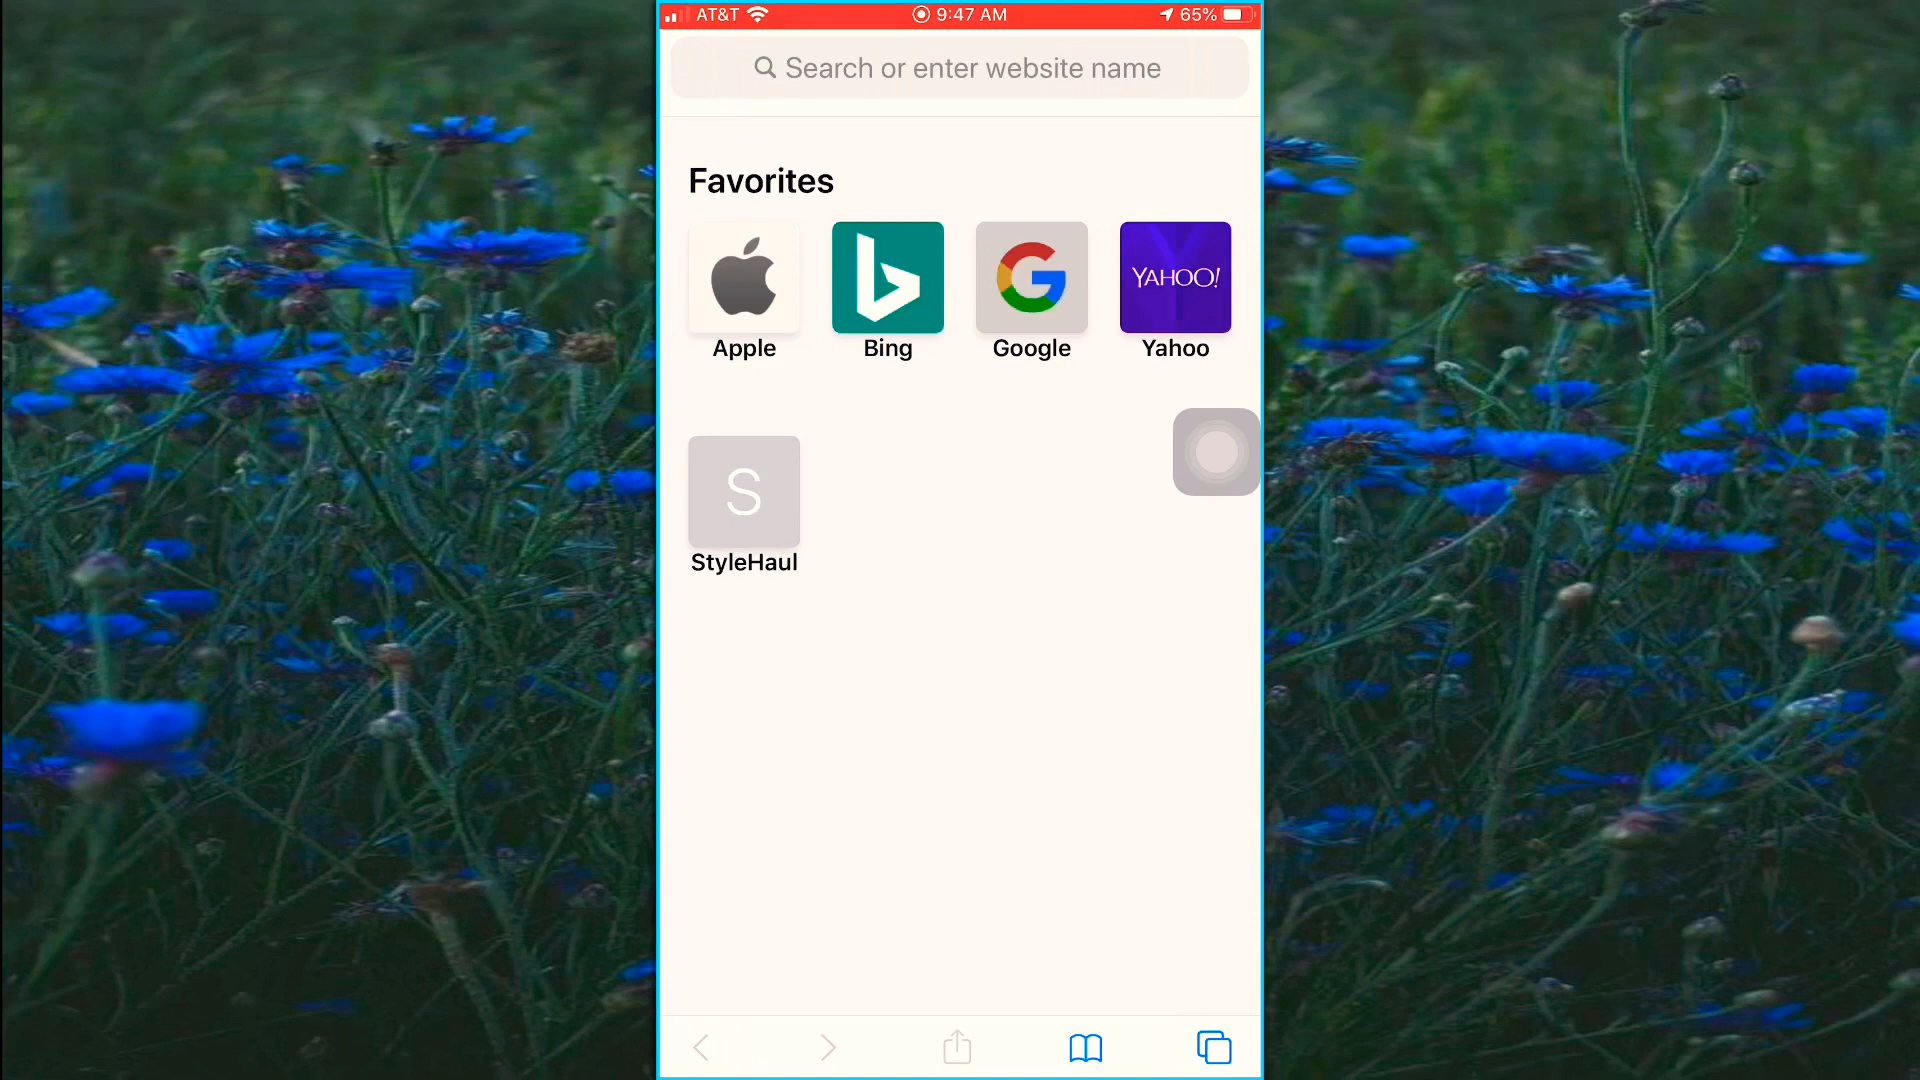 AT&T 9:47 AM 65%
Search or enter website name
Favorites
YAHOO!
Apple Bing Google Yahoo
S
StyleHaul